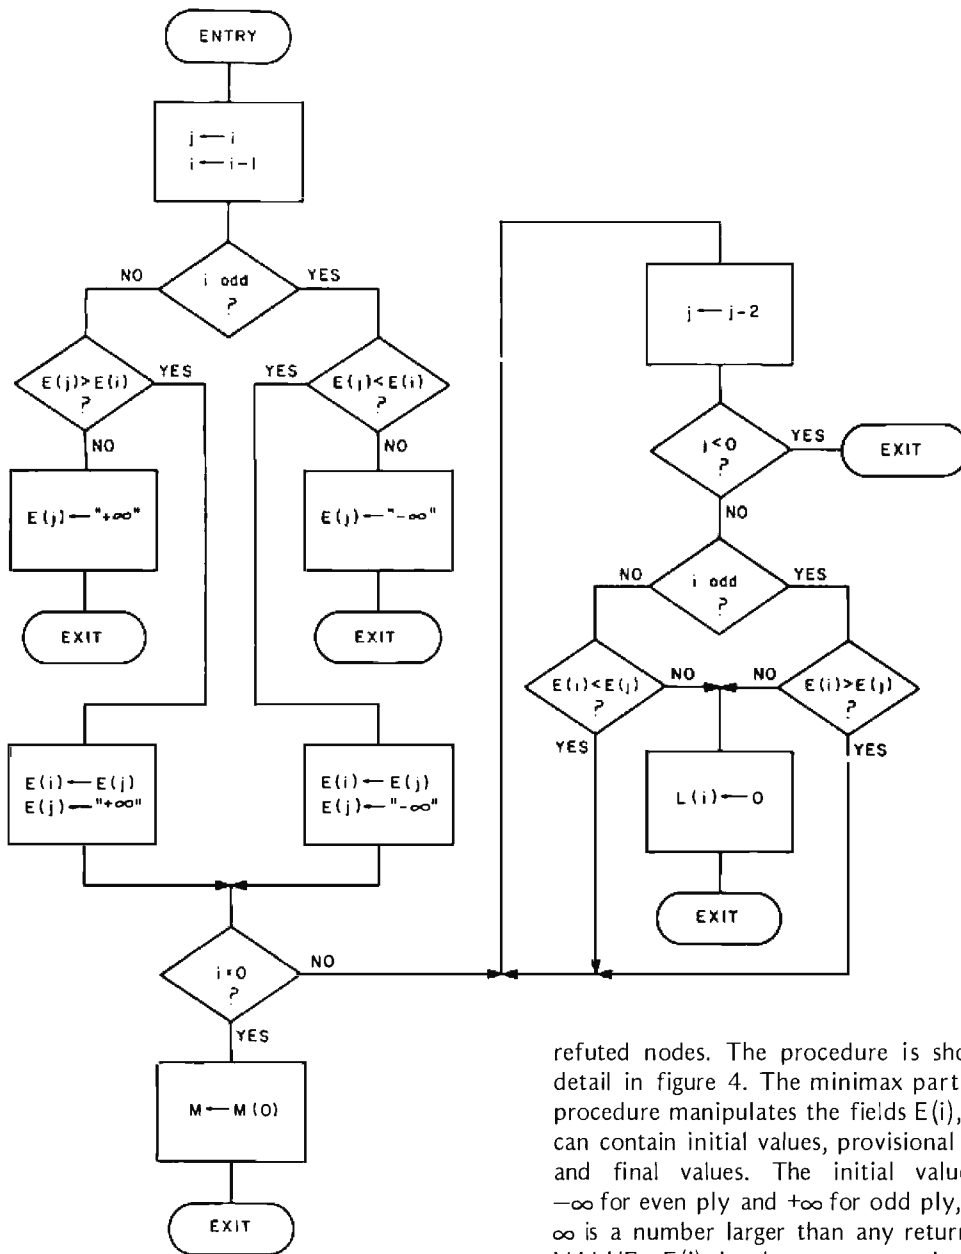 ENTRY
j ← i
i ← i-1
i odd
?
NO
YES
E(j)>E(i)
?
YES
NO
E(j)<E(i)
?
YES
NO
E(j)←"+∞"
E(j)←"-∞"
EXIT
EXIT
E(i)←E(j)
E(j)←"+∞"
E(i)←E(j)
E(j)←"-∞"
i=0
?
NO
YES
M←M(0)
EXIT
j ← j-2
j<0
?
YES
EXIT
NO
i odd
?
NO
YES
E(i)<E(j)
?
NO
YES
E(i)>E(j)
?
NO
YES
L(i)←0
EXIT
refuted nodes. The procedure is
detail in figure 4. The minimax part
procedure manipulates the fields E(i),
can contain initial values, provisional
and final values. The initial
−∞ for even ply and +∞ for odd ply,
∞ is a number larger than any